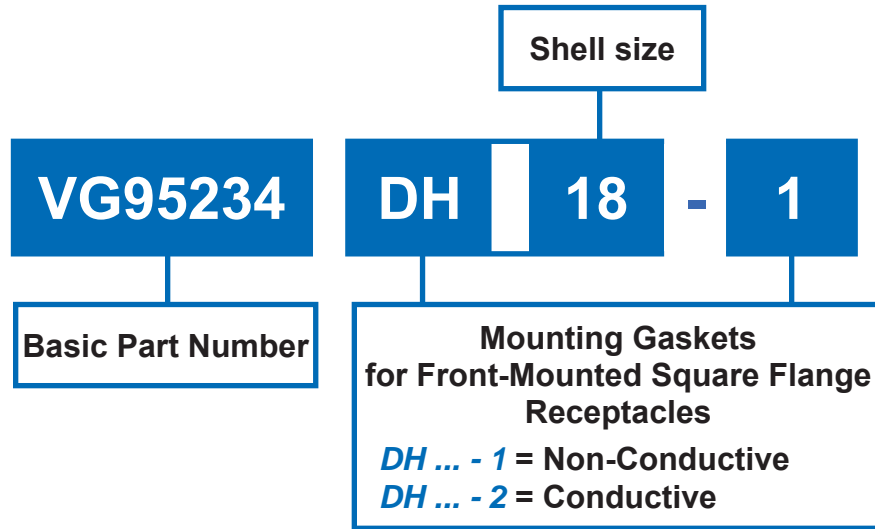 Shell size
VG95234 DH 18 - 1
Basic Part Number
Mounting Gaskets
for Front-Mounted Square Flange
Receptacles
DH ... - 1 = Non-Conductive
DH ... - 2 = Conductive